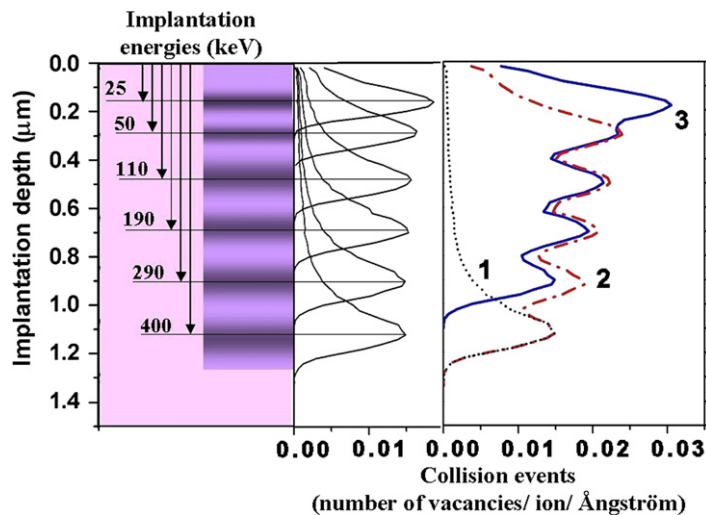 Implantation
energies (keV)
0.0
0.2
0.4
0.6
0.8
1.0
1.2
1.4
Implantation depth (μm)
25
50
110
190
290
400
1
2
3
0.00 0.01 0.00 0.01 0.02 0.03
Collision events
(number of vacancies/ ion/ Ångström)